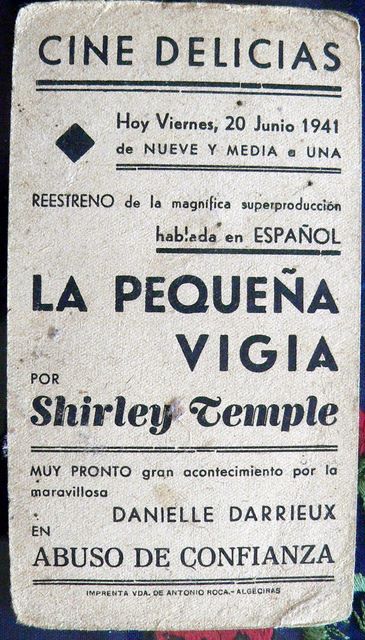 CINE DELICIAS
Hoy Viernes, 20 Junio 1941
de NUEVE Y MEDIA a UNA
REESTRENO de la magnífica superproducción
hablada en ESPAÑOL
LA PEQUEÑA
VIGIA
POR
Shirley Temple
MUY PRONTO gran acontecimiento por la
maravillosa
DANIELLE DARRIEUX
EN
ABUSO DE CONFIANZA
IMPRENTA VDA. DE ANTONIO ROCA.- ALGECIRAS